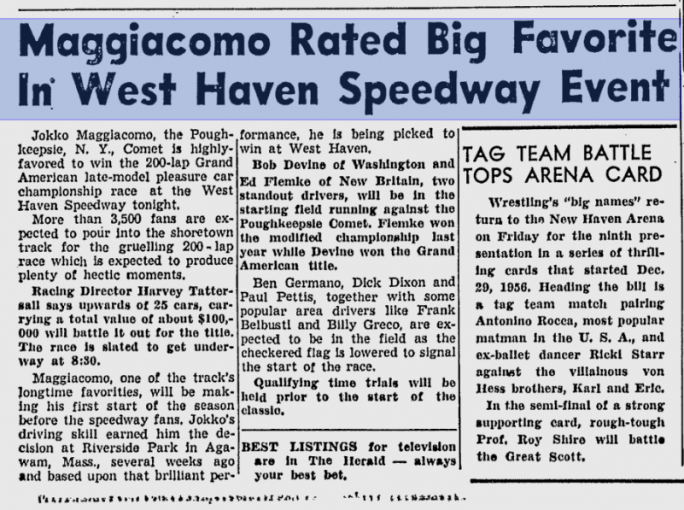 Maggiacomo Rated Big Favorite
In West Haven Speedway Event
Jokko Maggiacomo, the Pough-
keepsie, N. Y., Comet is highly-
favored to win the 200-lap Grand
American late-model pleasure car
championship race at the West
Haven Speedway tonight.
More than 3,500 fans are ex-
pected to pour into the shoretown
track for the gruelling 200-lap
race which is expected to produce
plenty of hectic moments.
Racing Director Harvey Tatter-
sall says upwards of 25 cars, car-
rying a total value of about $100,-
000 will battle it out for the title.
The race is slated to get under-
way at 8:30.
Maggiacomo, one of the track's
longtime favorities, will be mak-
ing his first start of the season
before the speedway fans. Jokko's
driving skill earned him the de-
cision at Riverside Park in Aga-
wam, Mass., several weeks ago
and based upon that brilliant per-
formance, he is being picked to
win at West Haven.
Bob Devine of Washington and
Ed Flemke of New Britain, two
standout drivers, will be in the
starting field running against the
Poughkeepsie Comet. Flemke won
the modified championship last
year while Devine won the Grand
American title.
Ben Germano, Dick Dixon and
Paul Pettis, together with some
popular area drivers like Frank
Belbusti and Billy Greco, are ex-
pected to be in the field as the
checkered flag is lowered to signal
the start of the race.
Qualifying time trials will be
held prior to the start of the
classic.
BEST LISTINGS for television
are in The Herald — always
your best bet.
TAG TEAM BATTLE
TOPS ARENA CARD
Wrestling's "big names" re-
turn to the New Haven Arena
on Friday for the ninth pre-
sentation in a series of thrill-
ing cards that started Dec.
29, 1956. Heading the bill is
a tag team match pairing
Antonino Rocca, most popular
matman in the U. S. A., and
ex-ballet dancer Ricki Starr
against the villainous von
Hess brothers, Karl and Eric.
In the semi-final of a strong
supporting card, rough-tough
Prof. Roy Shire will battle
the Great Scott.